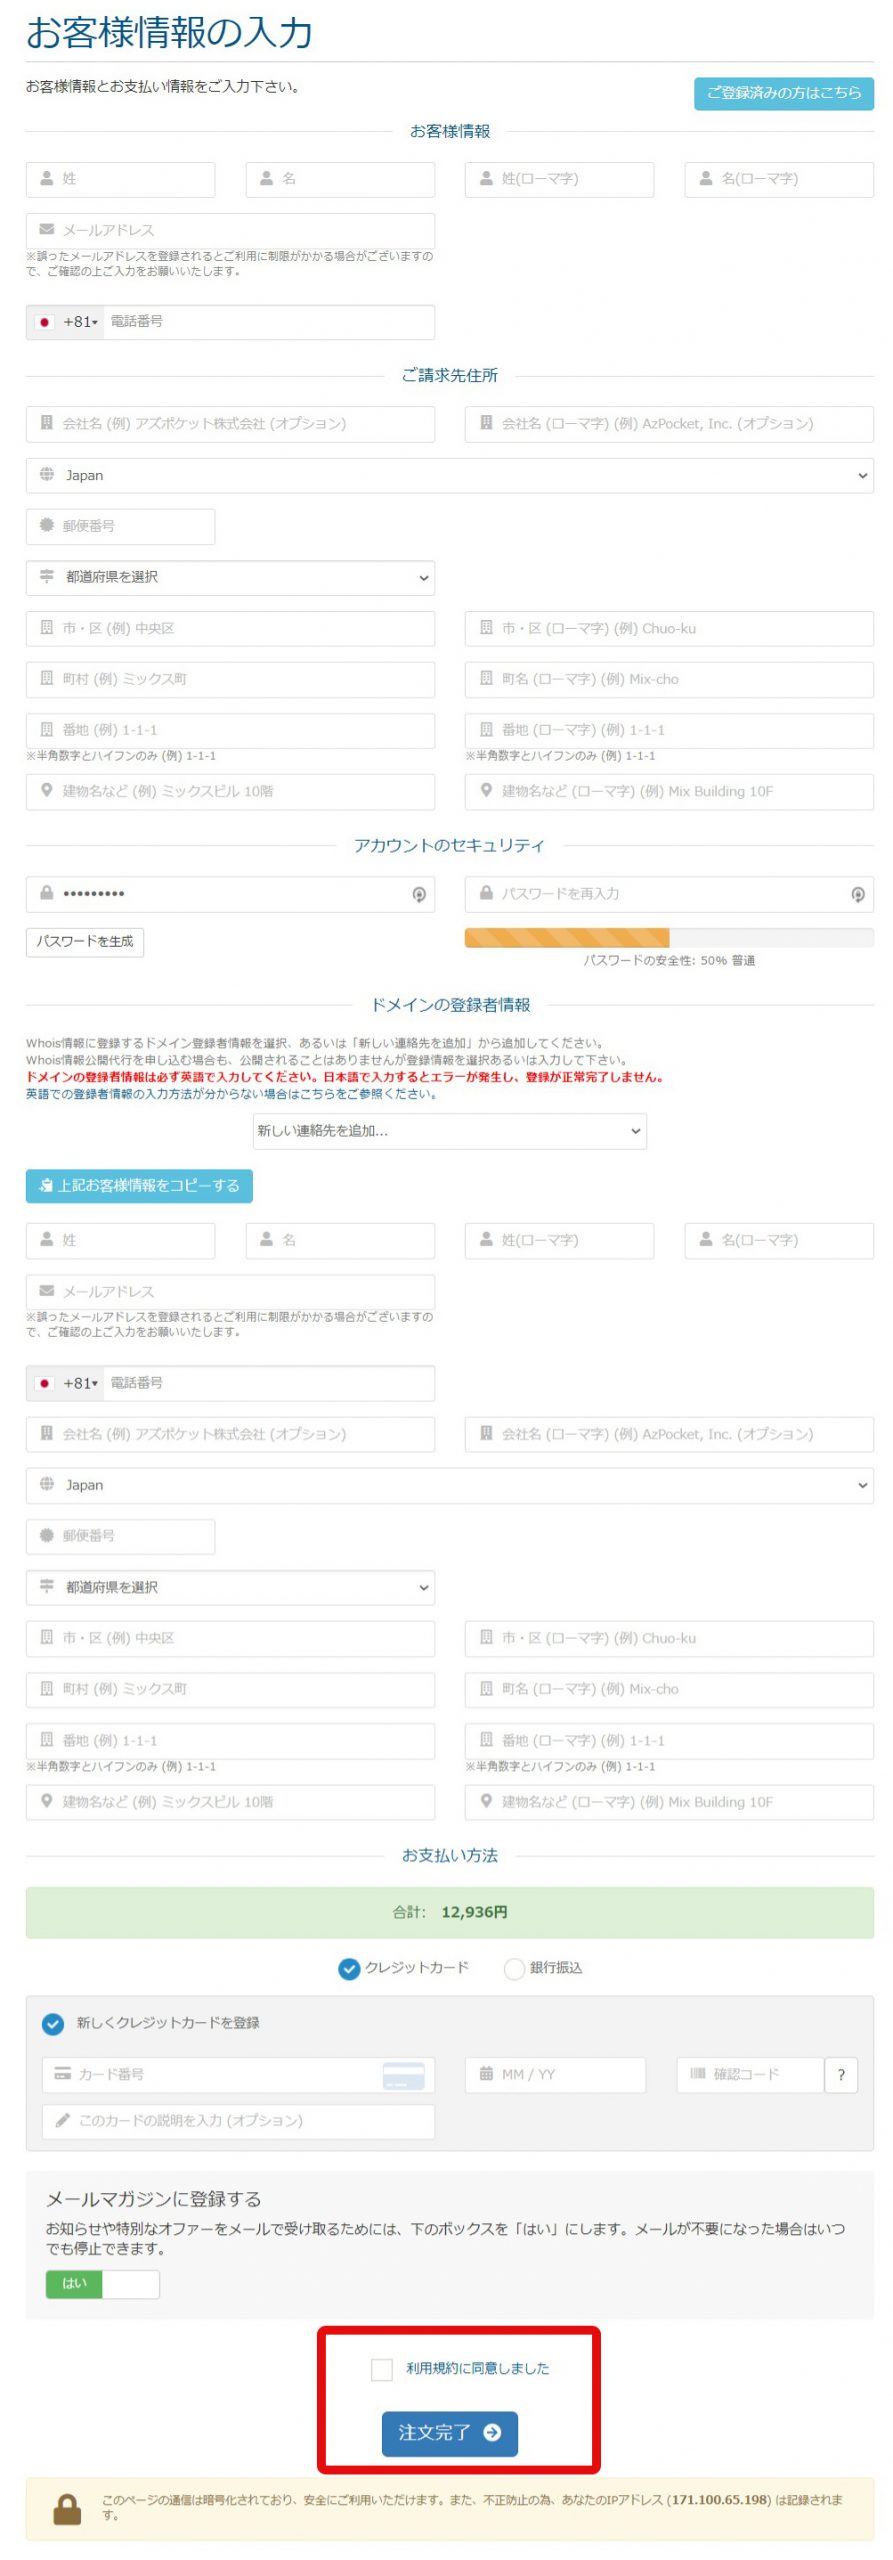 お客様情報の入力
お客様情報とお支払い情報をご入力下さい。
ご登録済みの方はこちら
お客様情報
姓 名 姓(ローマ字) 名(ローマ字)
メールアドレス
※誤ったメールアドレスを登録されるとご利用に制限がかかる場合がございますの
で、ご確認の上ご入力をお願いいたします。
+81 電話番号
ご請求先住所
会社名 (例) アズポケット株式会社 (オプション) 会社名 (ローマ字) (例) AzPocket, Inc. (オプション)
Japan
郵便番号
都道府県を選択
市・区 (例) 中央区 市・区 (ローマ字) (例) Chuo-ku
町村 (例) ミックス町 町名 (ローマ字) (例) Mix-cho
番地 (例) 1-1-1 番地 (ローマ字) (例) 1-1-1
※半角数字とハイフンのみ (例) 1-1-1 ※半角数字とハイフンのみ (例) 1-1-1
建物名など (例) ミックスビル 10階 建物名など (ローマ字) (例) Mix Building 10F
アカウントのセキュリティ
••••••••• パスワードを再入力
パスワードを生成
パスワードの安全性: 50% 普通
ドメインの登録者情報
Whois情報に登録するドメイン登録者情報を選択、あるいは「新しい連絡先を追加」から追加してください。
Whois情報公開代行を申し込む場合も、公開されることはありませんが登録情報を選択あるいは入力して下さい。
ドメインの登録者情報は必ず英語で入力してください。日本語で入力するとエラーが発生し、登録が正常完了しません。
英語での登録者情報の入力方法が分からない場合はこちらをご参照ください。
新しい連絡先を追加...
上記お客様情報をコピーする
姓 名 姓(ローマ字) 名(ローマ字)
メールアドレス
※誤ったメールアドレスを登録されるとご利用に制限がかかる場合がございますの
で、ご確認の上ご入力をお願いいたします。
+81 電話番号
会社名 (例) アズポケット株式会社 (オプション) 会社名 (ローマ字) (例) AzPocket, Inc. (オプション)
Japan
郵便番号
都道府県を選択
市・区 (例) 中央区 市・区 (ローマ字) (例) Chuo-ku
町村 (例) ミックス町 町名 (ローマ字) (例) Mix-cho
番地 (例) 1-1-1 番地 (ローマ字) (例) 1-1-1
※半角数字とハイフンのみ (例) 1-1-1 ※半角数字とハイフンのみ (例) 1-1-1
建物名など (例) ミックスビル 10階 建物名など (ローマ字) (例) Mix Building 10F
お支払い方法
合計: 12,936円
クレジットカード 銀行振込
新しくクレジットカードを登録
カード番号 MM / YY 確認コード ?
このカードの説明を入力 (オプション)
メールマガジンに登録する
お知らせや特別なオファーをメールで受け取るためには、下のボックスを「はい」にします。メールが不要になった場合はいつ
でも停止できます。
はい
利用規約に同意しました
注文完了
このページの通信は暗号化されており、安全にご利用いただけます。また、不正防止の為、あなたのIPアドレス (171.100.65.198) は記録されま
す。